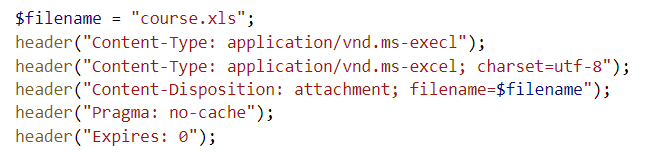 $filename = "course.xls";
header("Content-Type: application/vnd.ms-execl");
header("Content-Type: application/vnd.ms-excel; charset=utf-8");
header("Content-Disposition: attachment; filename=$filename");
header("Pragma: no-cache");
header("Expires: 0");